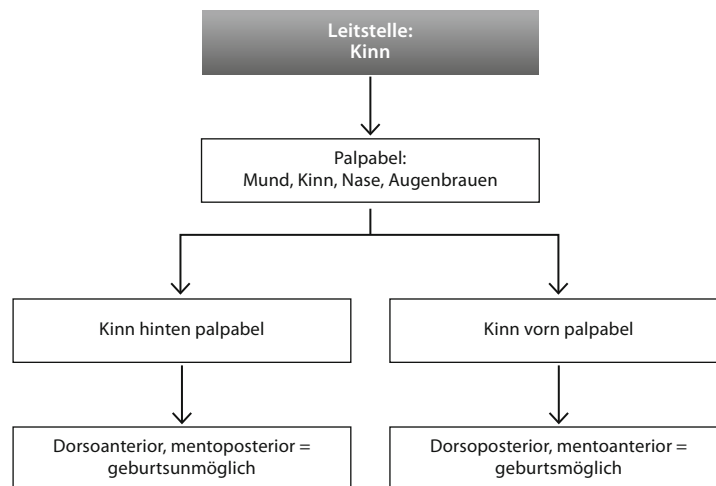 Leitstelle:
Kinn
Palpabel:
Mund, Kinn, Nase, Augenbrauen
Kinn hinten palpabel
Kinn vorn palpabel
Dorsoanterior, mentoposterior =
geburtsunmöglich
Dorsoposterior, mentoanterior =
geburtsmöglich